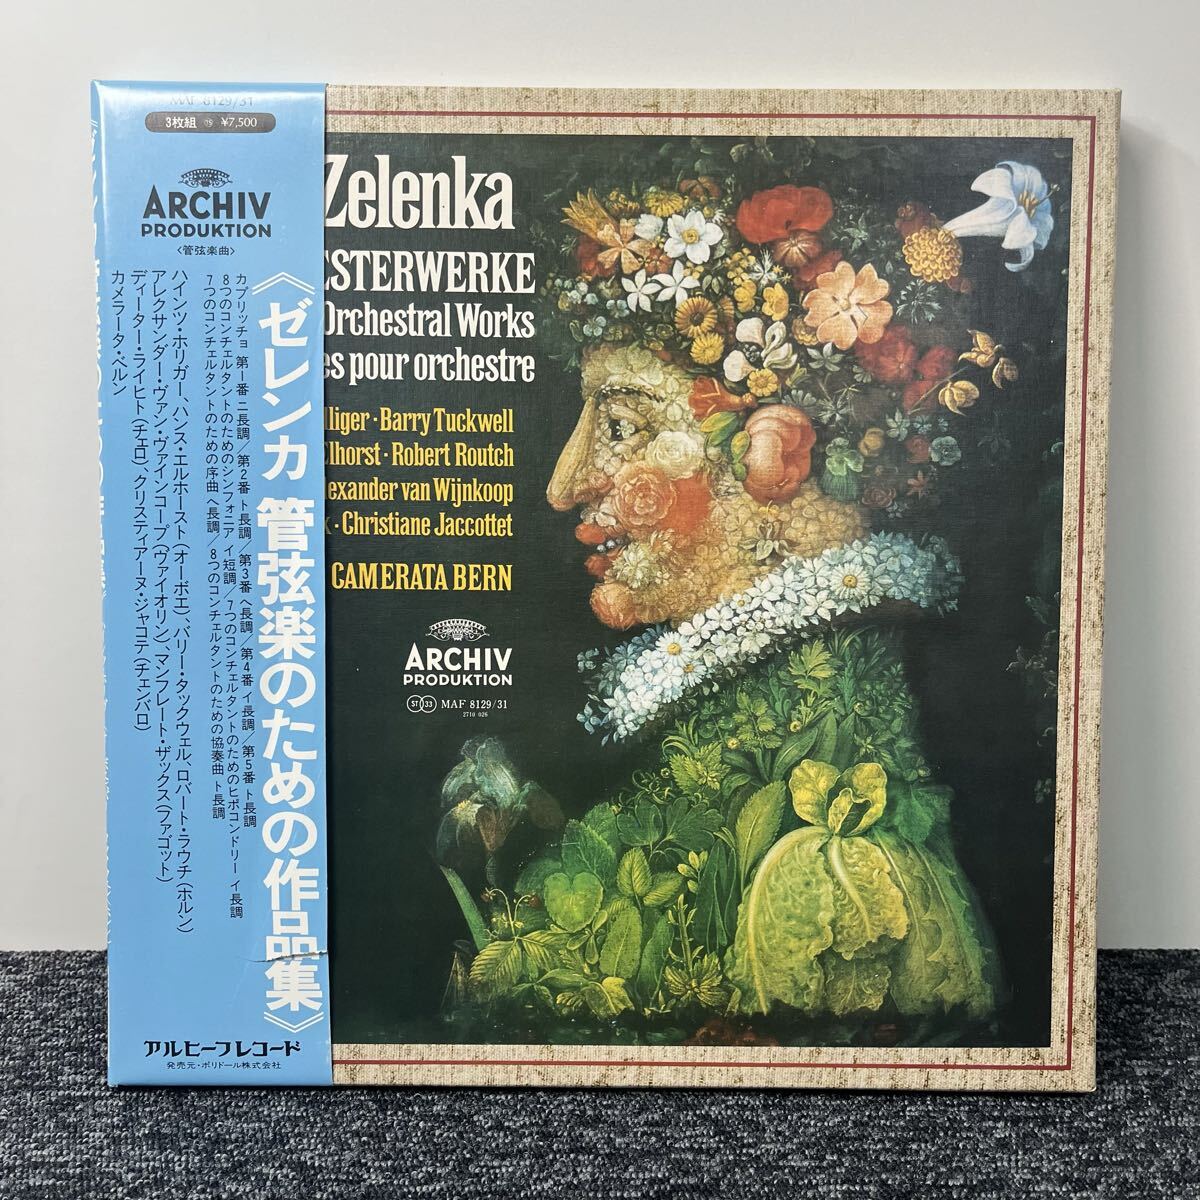 MAF 8129/31
3枚組 ¥7,500
ARCHIV
PRODUKTION
〈管弦楽曲〉
《ゼレンカ 管弦楽のための作品集》
カプリッチョ 第1番 ニ長調/第2番 ト長調/第3番 ヘ長調/第4番 イ長調/第5番 ト長調
8つのコンチェルタントのためのシンフォニア イ短調/7つのコンチェルタントのためのヒポコンドリー イ長調
7つのコンチェルタントのための序曲 ヘ長調/8つのコンチェルタントのための協奏曲 ト長調
ハインツ・ホリガー、ハンス・エルホースト(オーボエ)、バリー・タックウェル、ロバート・ラウチ(ホルン)
アレクサンダー・ヴァン・ヴァインコープ(ヴァイオリン)、マンフレート・ザックス(ファゴット)
ディーター・ライヒト(チェロ)、クリスティアーヌ・ジャコテ(チェンバロ)
カメラータ・ベルン
アルヒーフレコード
発売元・ポリドール株式会社
Zelenka
ESTERWERKE
Orchestral Works
es pour orchestre
lliger · Barry Tuckwell
Elhorst · Robert Routch
lexander van Wijnkoop
k · Christiane Jaccottet
CAMERATA BERN
ARCHIV
PRODUKTION
ST 33 MAF 8129/31
2710 026